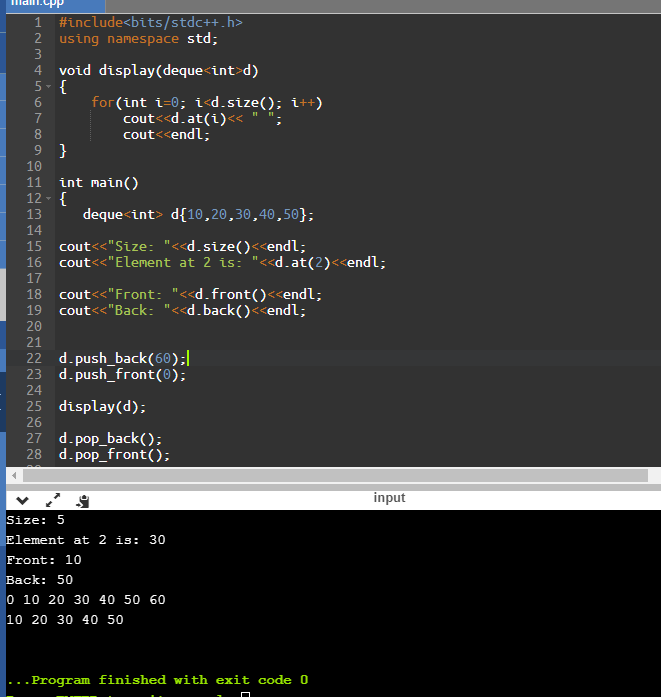 main.cpp
1 #include<bits/stdc++.h>
2 using namespace std;
3
4 void display(deque<int>d)
5 {
6     for(int i=0; i<d.size(); i++)
7         cout<<d.at(i)<< " ";
8         cout<<endl;
9 }
10
11 int main()
12 {
13    deque<int> d{10,20,30,40,50};
14
15 cout<<"Size: "<<d.size()<<endl;
16 cout<<"Element at 2 is: "<<d.at(2)<<endl;
17
18 cout<<"Front: "<<d.front()<<endl;
19 cout<<"Back: "<<d.back()<<endl;
20
21
22 d.push_back(60);
23 d.push_front(0);
24
25 display(d);
26
27 d.pop_back();
28 d.pop_front();
input
Size: 5
Element at 2 is: 30
Front: 10
Back: 50
0 10 20 30 40 50 60
10 20 30 40 50
...Program finished with exit code 0